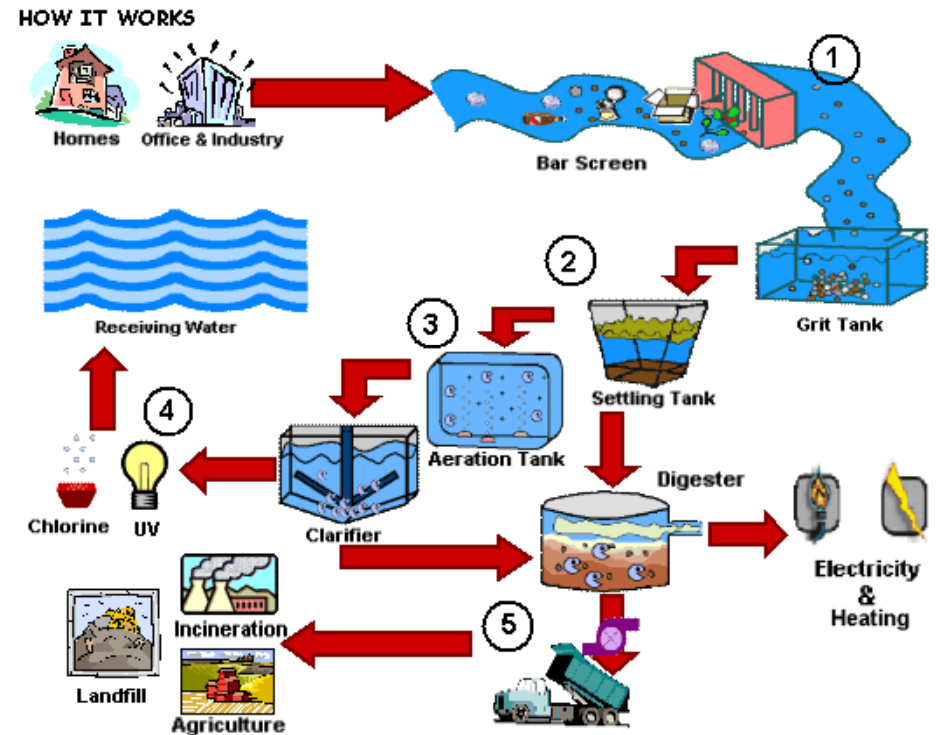 HOW IT WORKS
Homes
Office & Industry
1
Bar Screen
Grit Tank
2
Settling Tank
3
Aeration Tank
Receiving Water
4
Chlorine
UV
Clarifier
Digester
Electricity
&
Heating
5
Incineration
Landfill
Agriculture